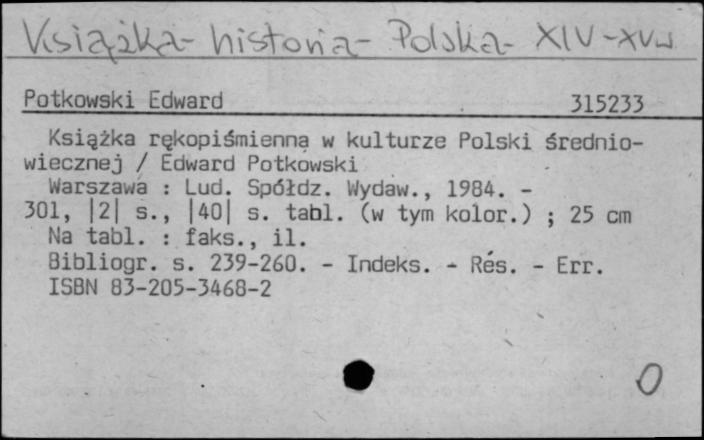 Książka - historia - Polska - XIV - XV w
Potkowski Edward 315233
Książka rękopiśmienna w kulturze Polski średnio-
wiecznej / Edward Potkowski
Warszawa : Lud. Spółdz. Wydaw., 1984. -
301, |2| s., |40| s. tabl. (w tym kolor.) ; 25 cm
Na tabl. : faks., il.
Bibliogr. s. 239-260. - Indeks. - Rés. - Err.
ISBN 83-205-3468-2
O